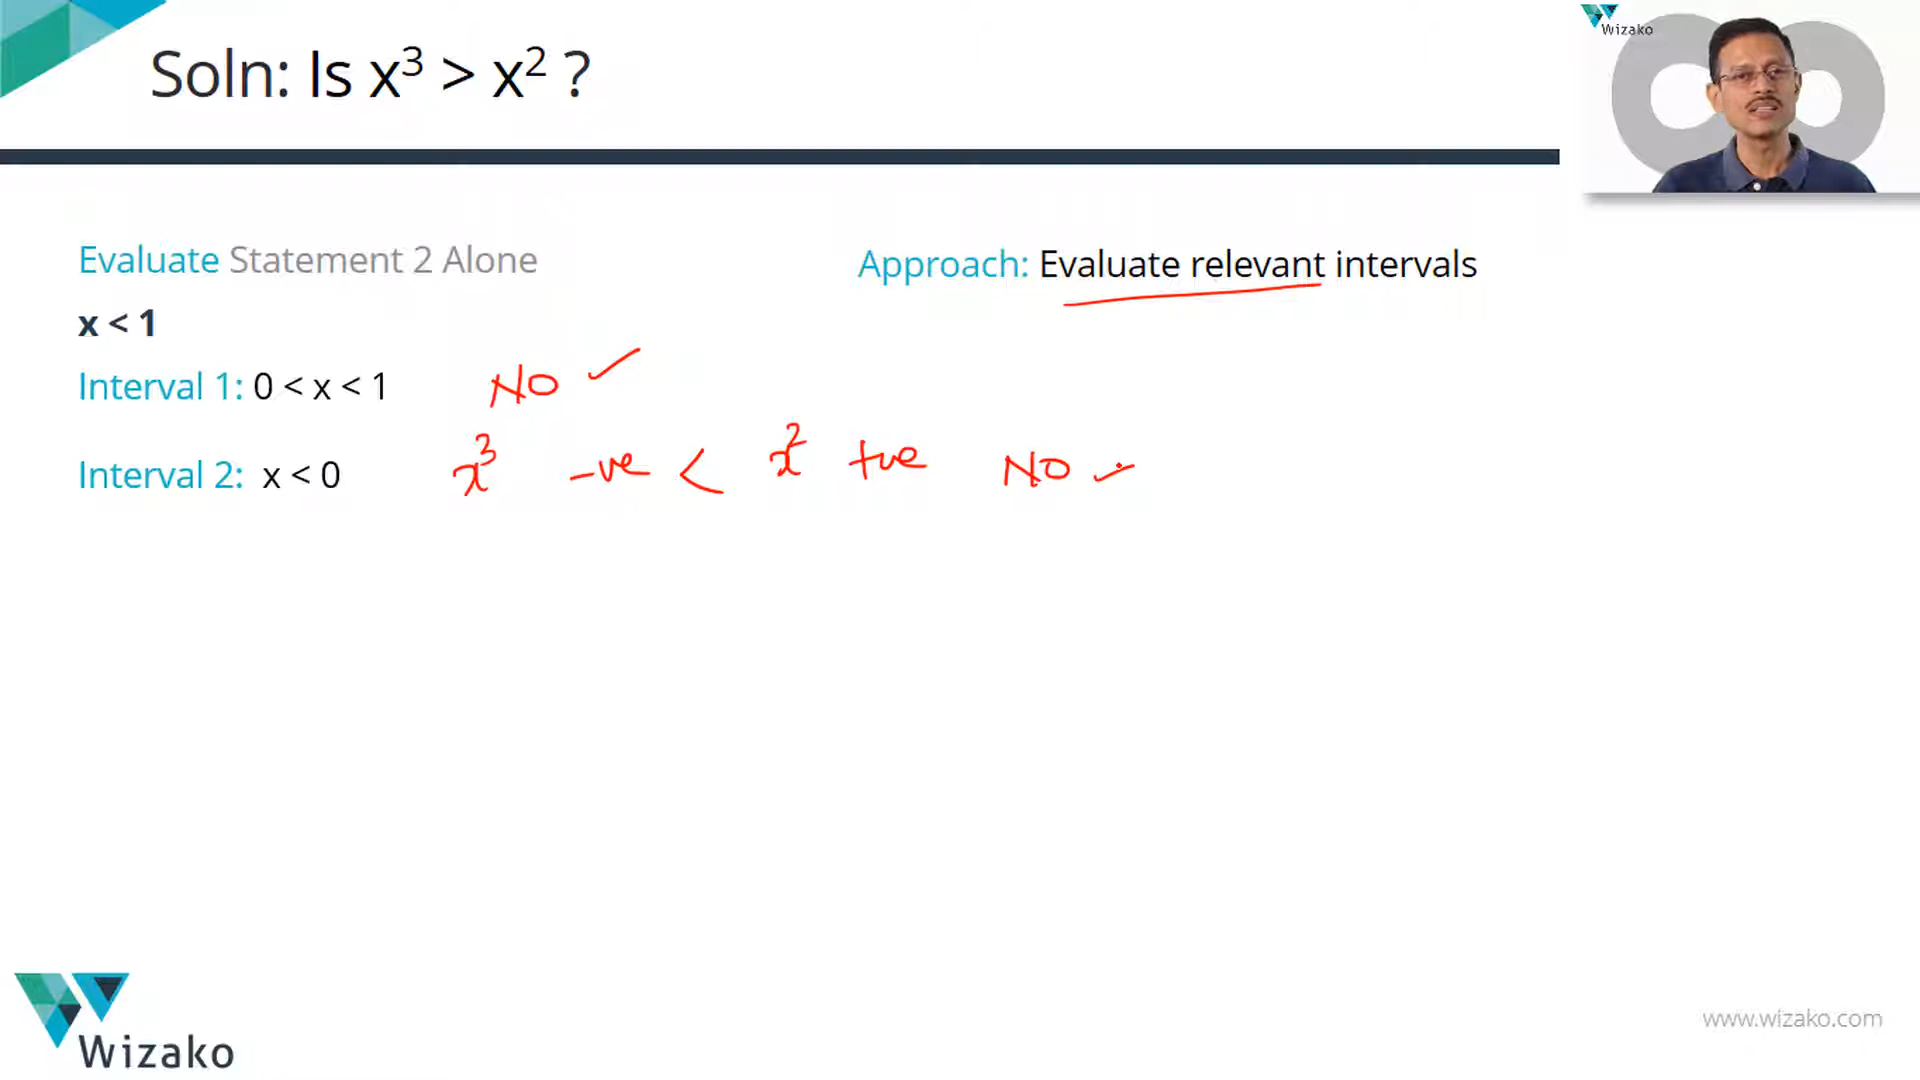 Soln: Is x³ > x² ?
Wizako
Evaluate Statement 2 Alone
Approach: Evaluate relevant intervals
x < 1
Interval 1: 0 < x < 1 NO ✓
Interval 2: x < 0 x³ -ve < x² +ve NO ✓
Wizako
www.wizako.com